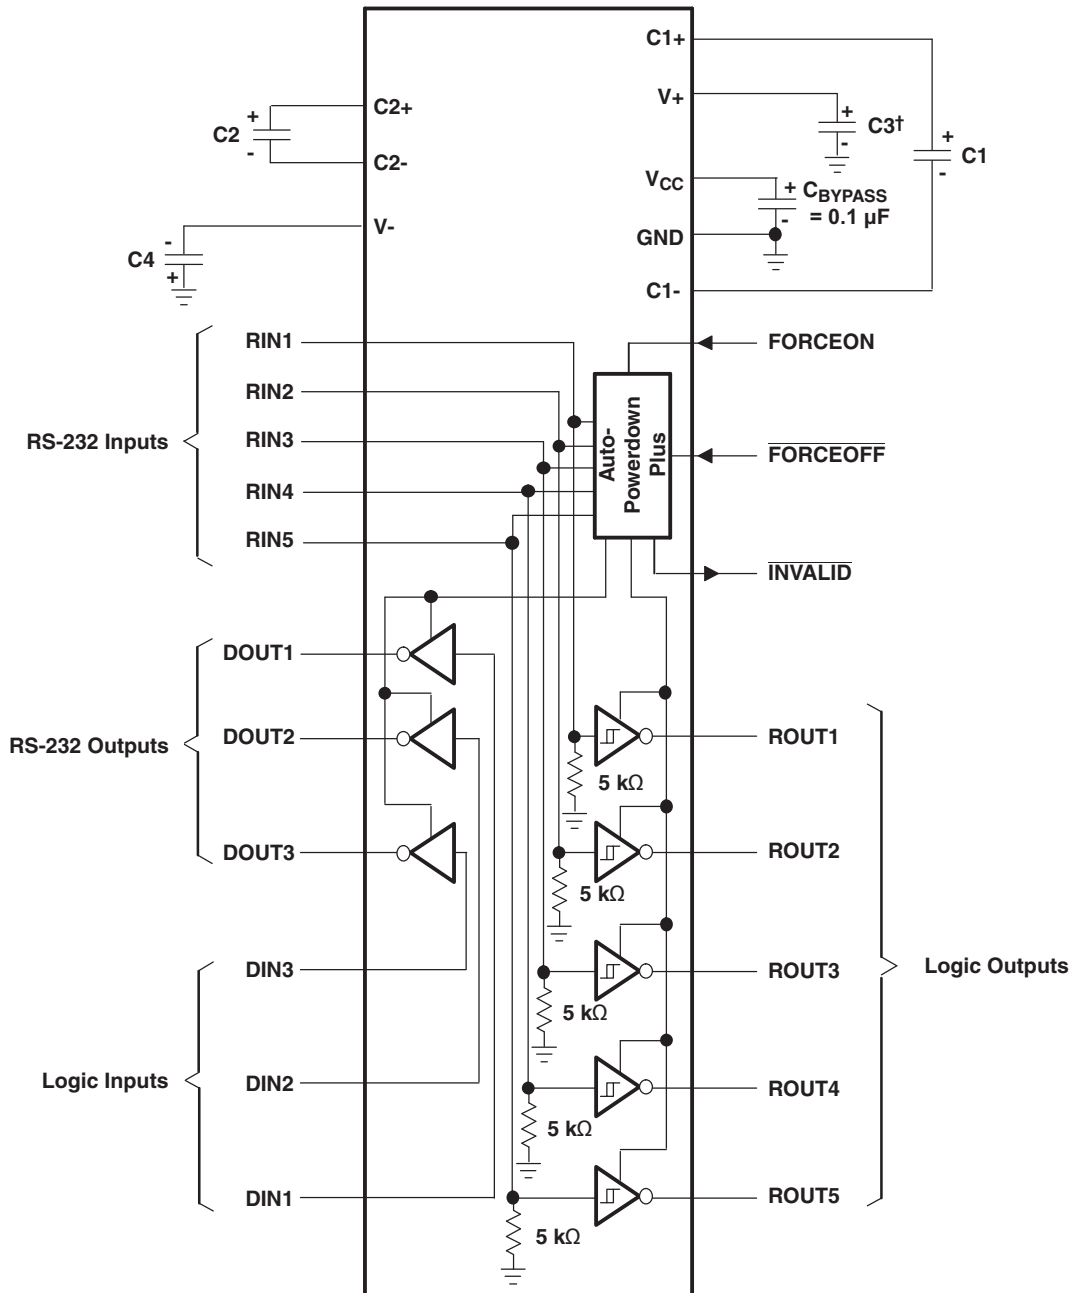 C1+
V+
C2+
C2
+
-
C2-
C3†
+
-
C1
+
-
VCC
CBYPASS
= 0.1 µF
+
-
V-
GND
C4
-
+
C1-
RIN1
RIN2
RIN3
RIN4
RIN5
RS-232 Inputs
FORCEON
Auto-
Powerdown
Plus
FORCEOFF
INVALID
DOUT1
DOUT2
DOUT3
RS-232 Outputs
ROUT1
5 kΩ
ROUT2
5 kΩ
ROUT3
5 kΩ
ROUT4
5 kΩ
ROUT5
5 kΩ
Logic Outputs
DIN3
DIN2
DIN1
Logic Inputs